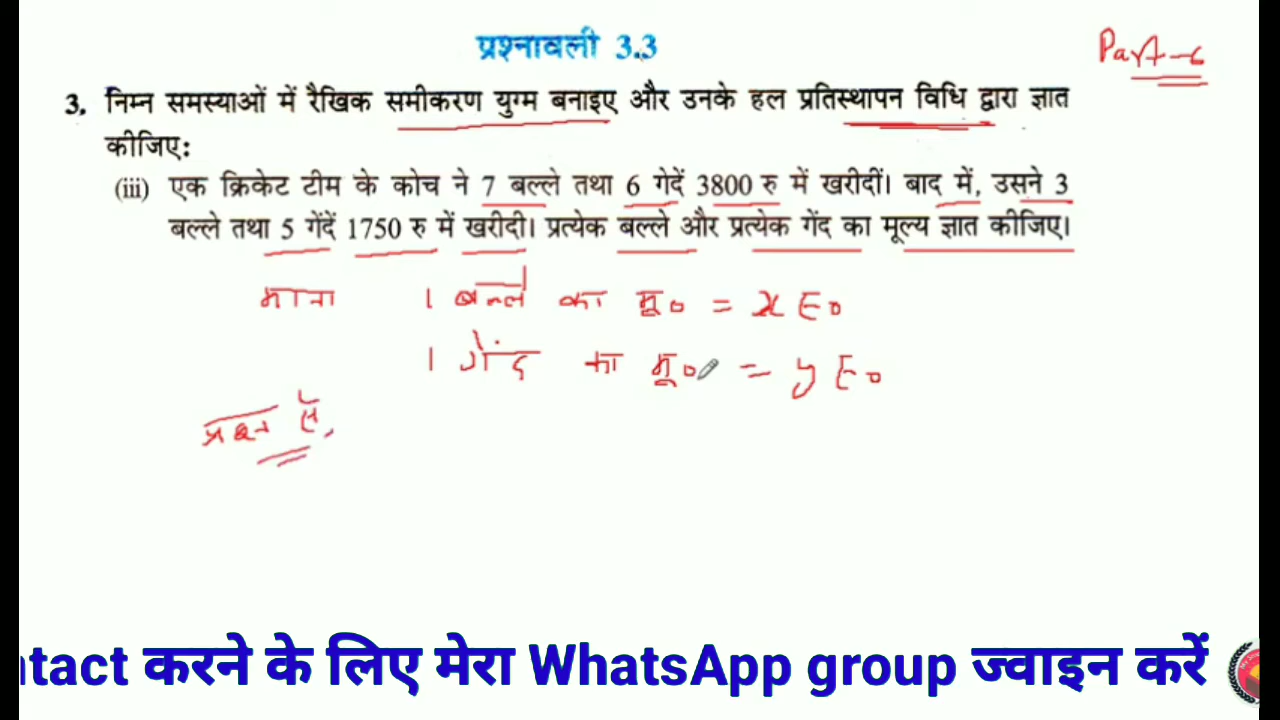 प्रश्नावली 3.3
Part-6
3. निम्न समस्याओं में रैखिक समीकरण युग्म बनाइए और उनके हल प्रतिस्थापन विधि द्वारा ज्ञात
कीजिए:
(iii) एक क्रिकेट टीम के कोच ने 7 बल्ले तथा 6 गेदें 3800 रु में खरीदीं। बाद में, उसने 3
बल्ले तथा 5 गेंदें 1750 रु में खरीदी। प्रत्येक बल्ले और प्रत्येक गेंद का मूल्य ज्ञात कीजिए।
माना 1 बल्ले का मू० = x रु०
1 गेंद का मू० = y रु०
प्रश्न से,
ntact करने के लिए मेरा WhatsApp group ज्वाइन करें